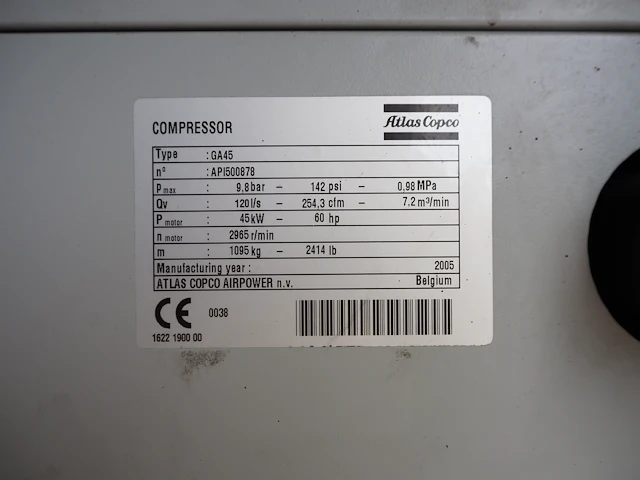 COMPRESSOR
Atlas Copco
Type : GA45
nº : API500878
p max : 9,8 bar – 142 psi – 0,98 MPa
Qv : 120 l/s – 254,3 cfm – 7.2 m³/min
P motor : 45 kW – 60 hp
n motor : 2965 r/min
m : 1095 kg – 2414 lb
Manufacturing year : 2005
ATLAS COPCO AIRPOWER n.v. Belgium
CE 0038
1622 1900 00